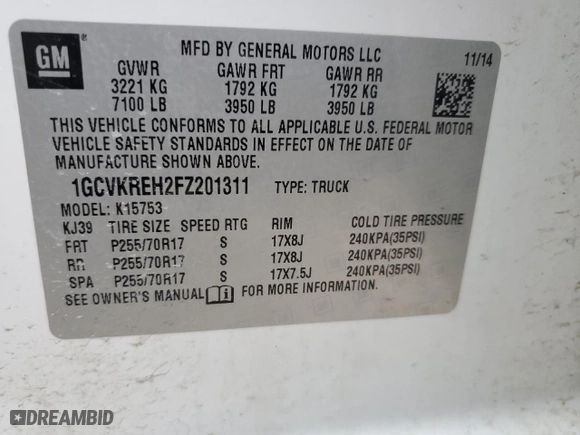 GM
MFD BY GENERAL MOTORS LLC
11/14
GVWR GAWR FRT GAWR RR
3221 KG 1792 KG 1792 KG
7100 LB 3950 LB 3950 LB
THIS VEHICLE CONFORMS TO ALL APPLICABLE U.S. FEDERAL MOTOR
VEHICLE SAFETY STANDARDS IN EFFECT ON THE DATE OF
MANUFACTURE SHOWN ABOVE.
1GCVKREH2FZ201311 TYPE: TRUCK
MODEL: K15753
KJ39 TIRE SIZE SPEED RTG RIM COLD TIRE PRESSURE
FRT P255/70R17 S 17X8J 240KPA(35PSI)
RR P255/70R17 S 17X8J 240KPA(35PSI)
SPA P255/70R17 S 17X7.5J 240KPA(35PSI)
SEE OWNER'S MANUAL FOR MORE INFORMATION.
DREAMBID